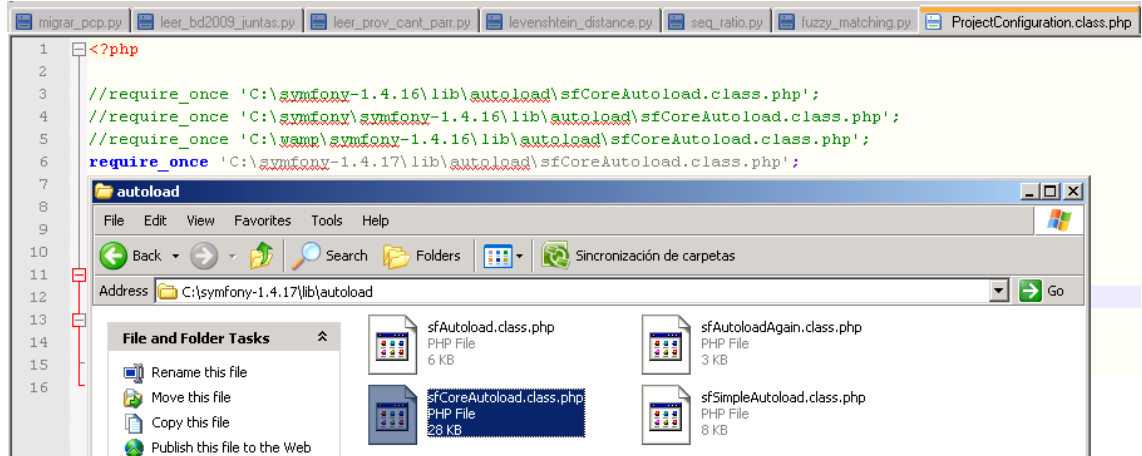 migrar_pcp.py leer_bd2009_juntas.py leer_prov_cant_parr.py levenshtein_distance.py seq_ratio.py fuzzy_matching.py ProjectConfiguration.class.php
1 <?php
2
3 //require_once 'C:\symfony-1.4.16\lib\autoload\sfCoreAutoload.class.php';
4 //require_once 'C:\symfony\symfony-1.4.16\lib\autoload\sfCoreAutoload.class.php';
5 //require_once 'C:\wamp\symfony-1.4.16\lib\autoload\sfCoreAutoload.class.php';
6 require_once 'C:\symfony-1.4.17\lib\autoload\sfCoreAutoload.class.php';
7
8
9
10
11
12
13
14
15
16
autoload
File Edit View Favorites Tools Help
Back Search Folders Sincronización de carpetas
Address C:\symfony-1.4.17\lib\autoload Go
File and Folder Tasks
Rename this file
Move this file
Copy this file
Publish this file to the Web
sfAutoload.class.php
PHP File
6 KB
sfAutoloadAgain.class.php
PHP File
3 KB
sfCoreAutoload.class.php
PHP File
28 KB
sfSimpleAutoload.class.php
PHP File
8 KB